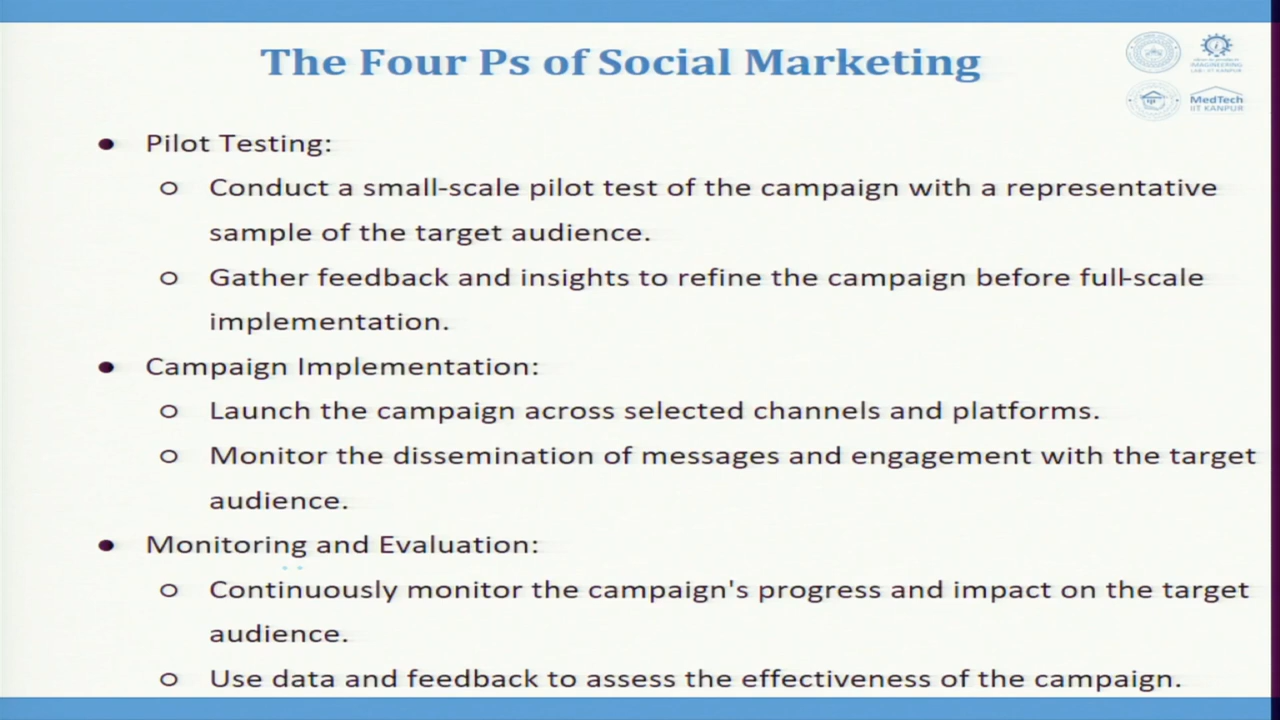 The Four Ps of Social Marketing
IMAGINEERING
LAB- IIT KANPUR
MedTech
IIT KANPUR
● Pilot Testing:
o Conduct a small-scale pilot test of the campaign with a representative
sample of the target audience.
o Gather feedback and insights to refine the campaign before full-scale
implementation.
● Campaign Implementation:
o Launch the campaign across selected channels and platforms.
o Monitor the dissemination of messages and engagement with the target
audience.
● Monitoring and Evaluation:
o Continuously monitor the campaign's progress and impact on the target
audience.
o Use data and feedback to assess the effectiveness of the campaign.